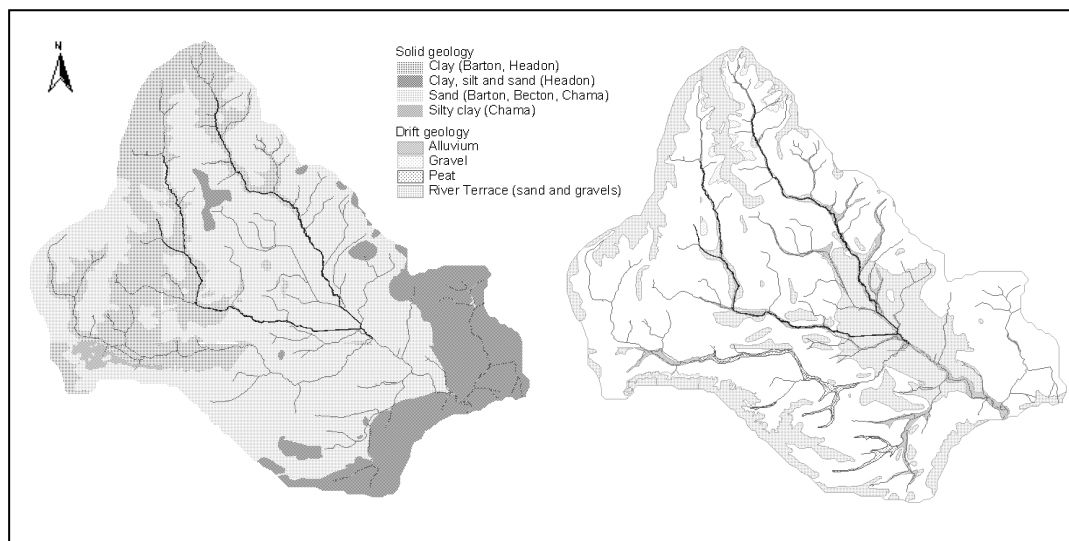 N
Solid geology
Clay (Barton, Headon)
Clay, silt and sand (Headon)
Sand (Barton, Becton, Chama)
Silty clay (Chama)
Drift geology
Alluvium
Gravel
Peat
River Terrace (sand and gravels)